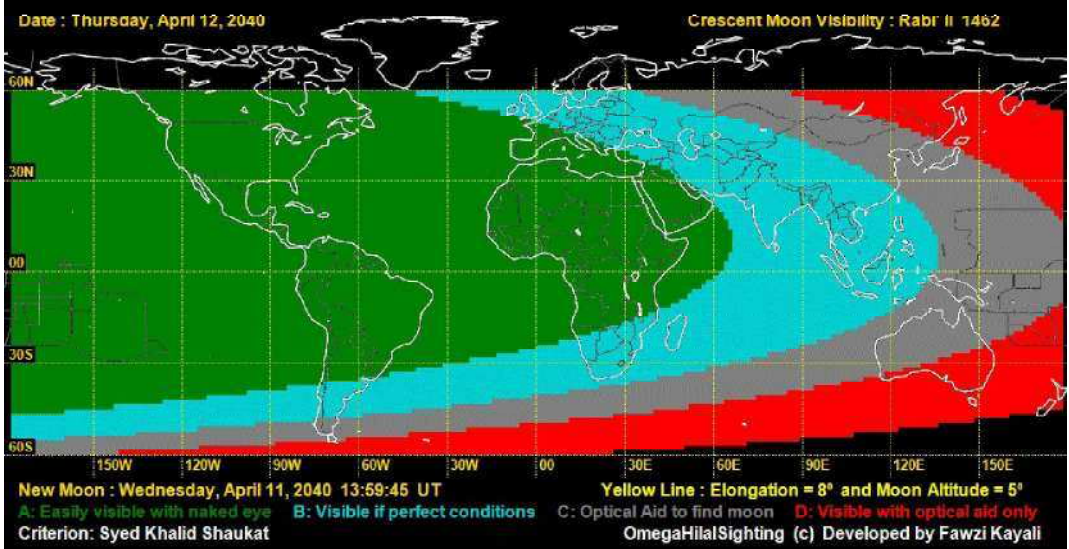 Date : Thursday, April 12, 2040 Crescent Moon Visibility : Rabi' II 1462
60N
30N
00
30S
60S
150W 120W 90W 60W 30W 00 30E 60E 90E 120E 150E
New Moon : Wednesday, April 11, 2040 13:59:45 UT Yellow Line : Elongation = 8° and Moon Altitude = 5°
A: Easily visible with naked eye B: Visible if perfect conditions C: Optical Aid to find moon D: Visible with optical aid only
Criterion: Syed Khalid Shaukat OmegaHilalSighting (c) Developed by Fawzi Kayali